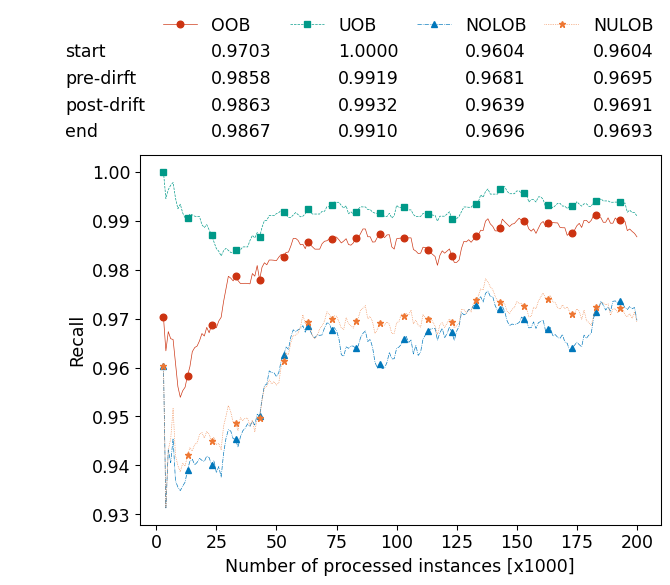 OOB UOB NOLOB NULOB
start 0.9703 1.0000 0.9604 0.9604
pre-dirft 0.9858 0.9919 0.9681 0.9695
post-drift 0.9863 0.9932 0.9639 0.9691
end 0.9867 0.9910 0.9696 0.9693
1.00
0.99
0.98
0.97
0.96
0.95
0.94
0.93
Recall
0 25 50 75 100 125 150 175 200
Number of processed instances [x1000]